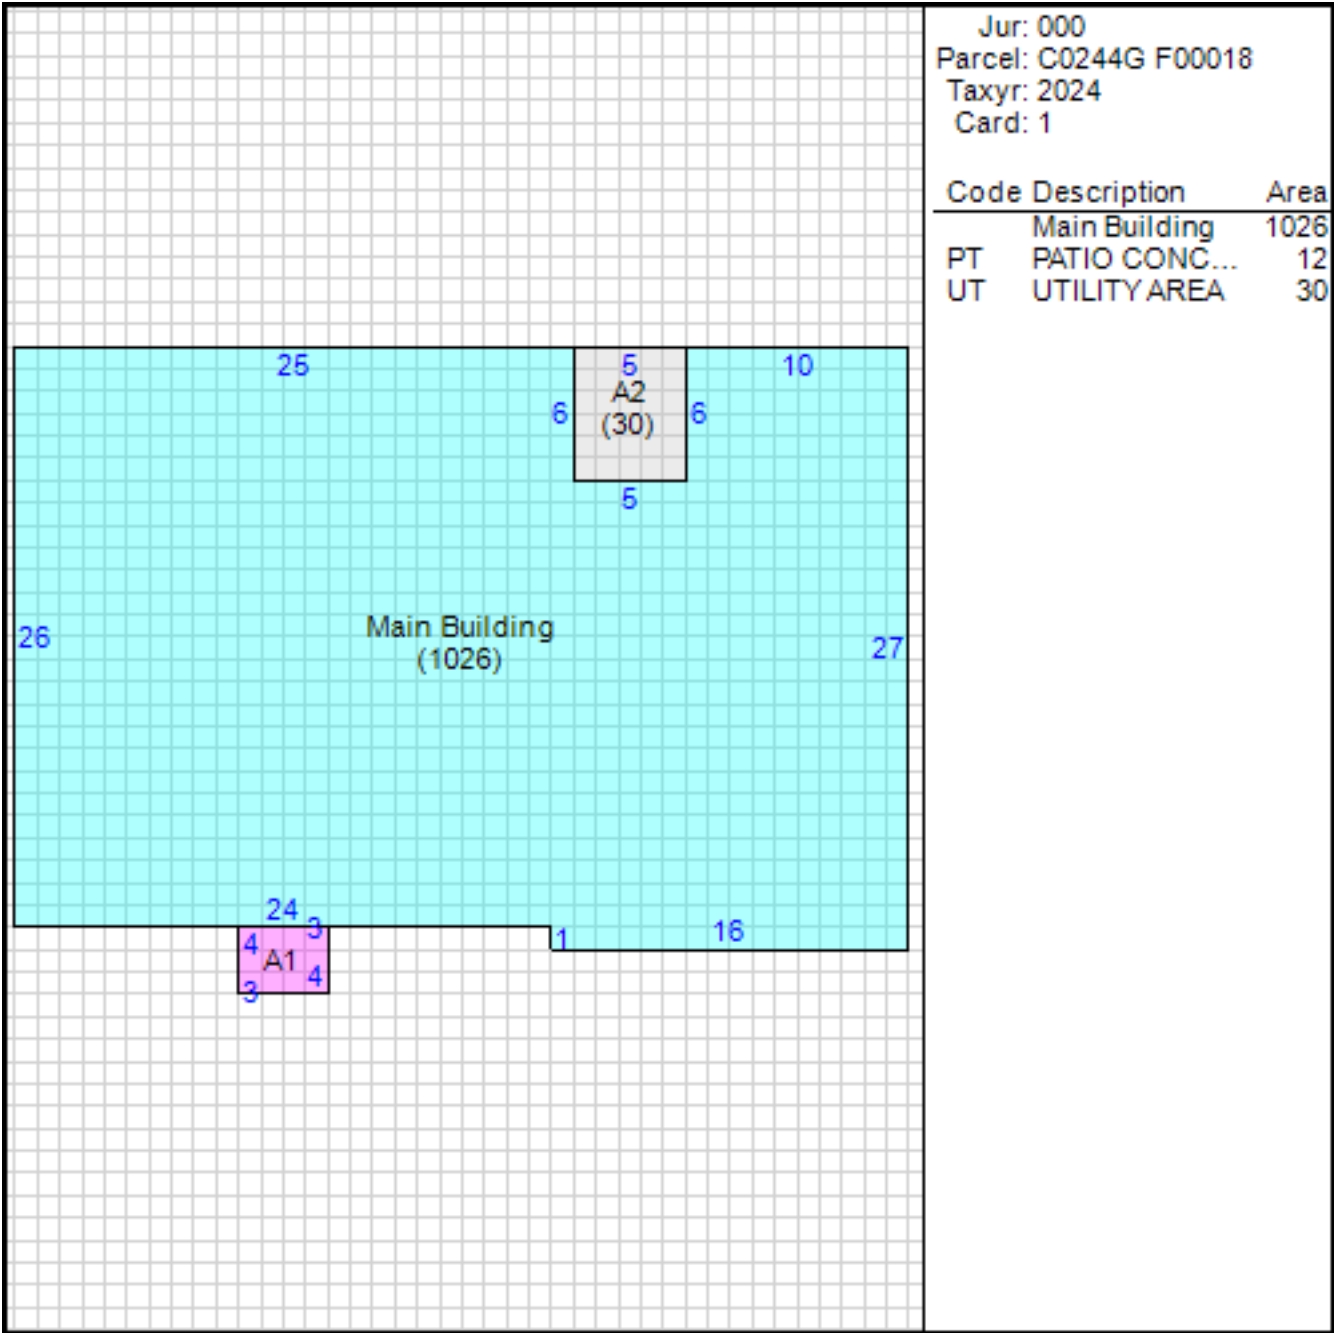 Jur: 000
Parcel: C0244G F00018
Taxyr: 2024
Card: 1
Code Description Area
Main Building 1026
PT PATIO CONC... 12
UT UTILITY AREA 30
25
5
10
A2
6
6
(30)
5
26
Main Building
(1026)
27
24
3
4
A1
4
3
1
16